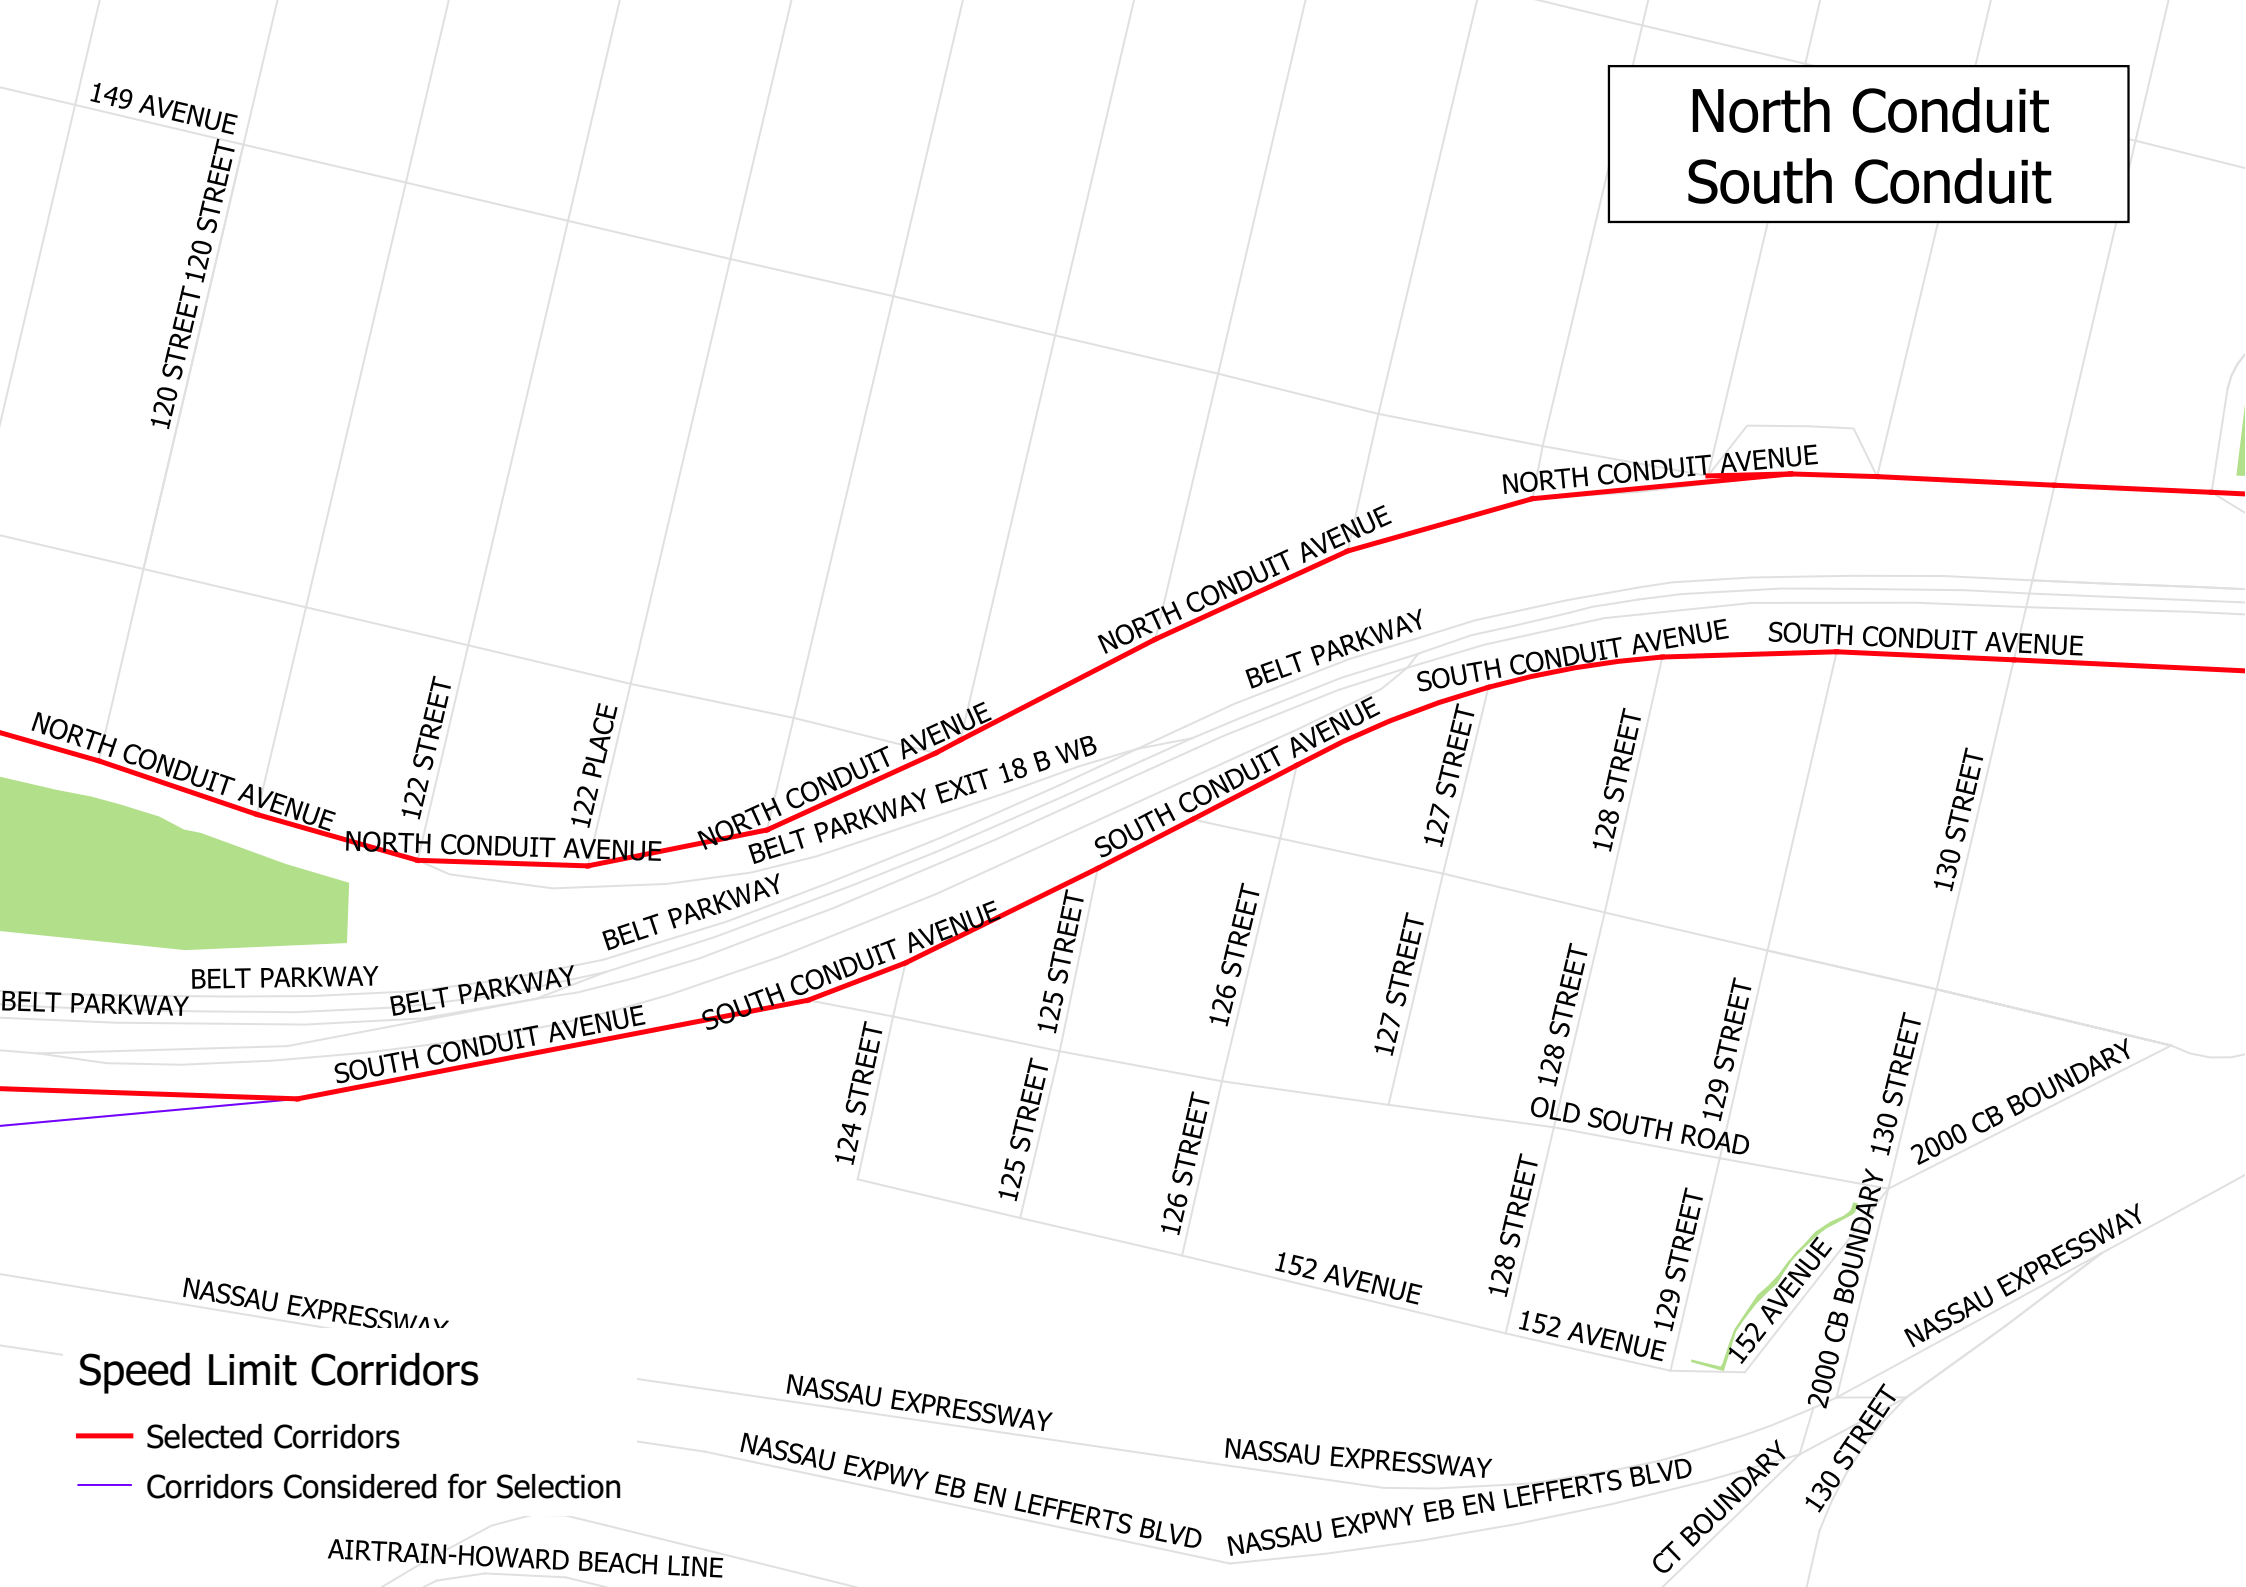 North Conduit
South Conduit
149 AVENUE
120 STREET
120 STREET
NORTH CONDUIT AVENUE
NORTH CONDUIT AVENUE
NORTH CONDUIT AVENUE
BELT PARKWAY
SOUTH CONDUIT AVENUE
SOUTH CONDUIT AVENUE
122 STREET
122 PLACE
127 STREET
128 STREET
130 STREET
NORTH CONDUIT AVENUE
NORTH CONDUIT AVENUE
NORTH CONDUIT AVENUE
BELT PARKWAY EXIT 18 B WB
SOUTH CONDUIT AVENUE
BELT PARKWAY
BELT PARKWAY
BELT PARKWAY
BELT PARKWAY
SOUTH CONDUIT AVENUE
SOUTH CONDUIT AVENUE
125 STREET
126 STREET
127 STREET
128 STREET
129 STREET
130 STREET
124 STREET
125 STREET
126 STREET
OLD SOUTH ROAD
2000 CB BOUNDARY
128 STREET
129 STREET
2000 CB BOUNDARY
152 AVENUE
152 AVENUE
152 AVENUE
NASSAU EXPRESSWAY
NASSAU EXPRESSWAY
Speed Limit Corridors
Selected Corridors
Corridors Considered for Selection
NASSAU EXPRESSWAY
NASSAU EXPRESSWAY
NASSAU EXPWY EB EN LEFFERTS BLVD
NASSAU EXPWY EB EN LEFFERTS BLVD
130 STREET
CT BOUNDARY
AIRTRAIN-HOWARD BEACH LINE